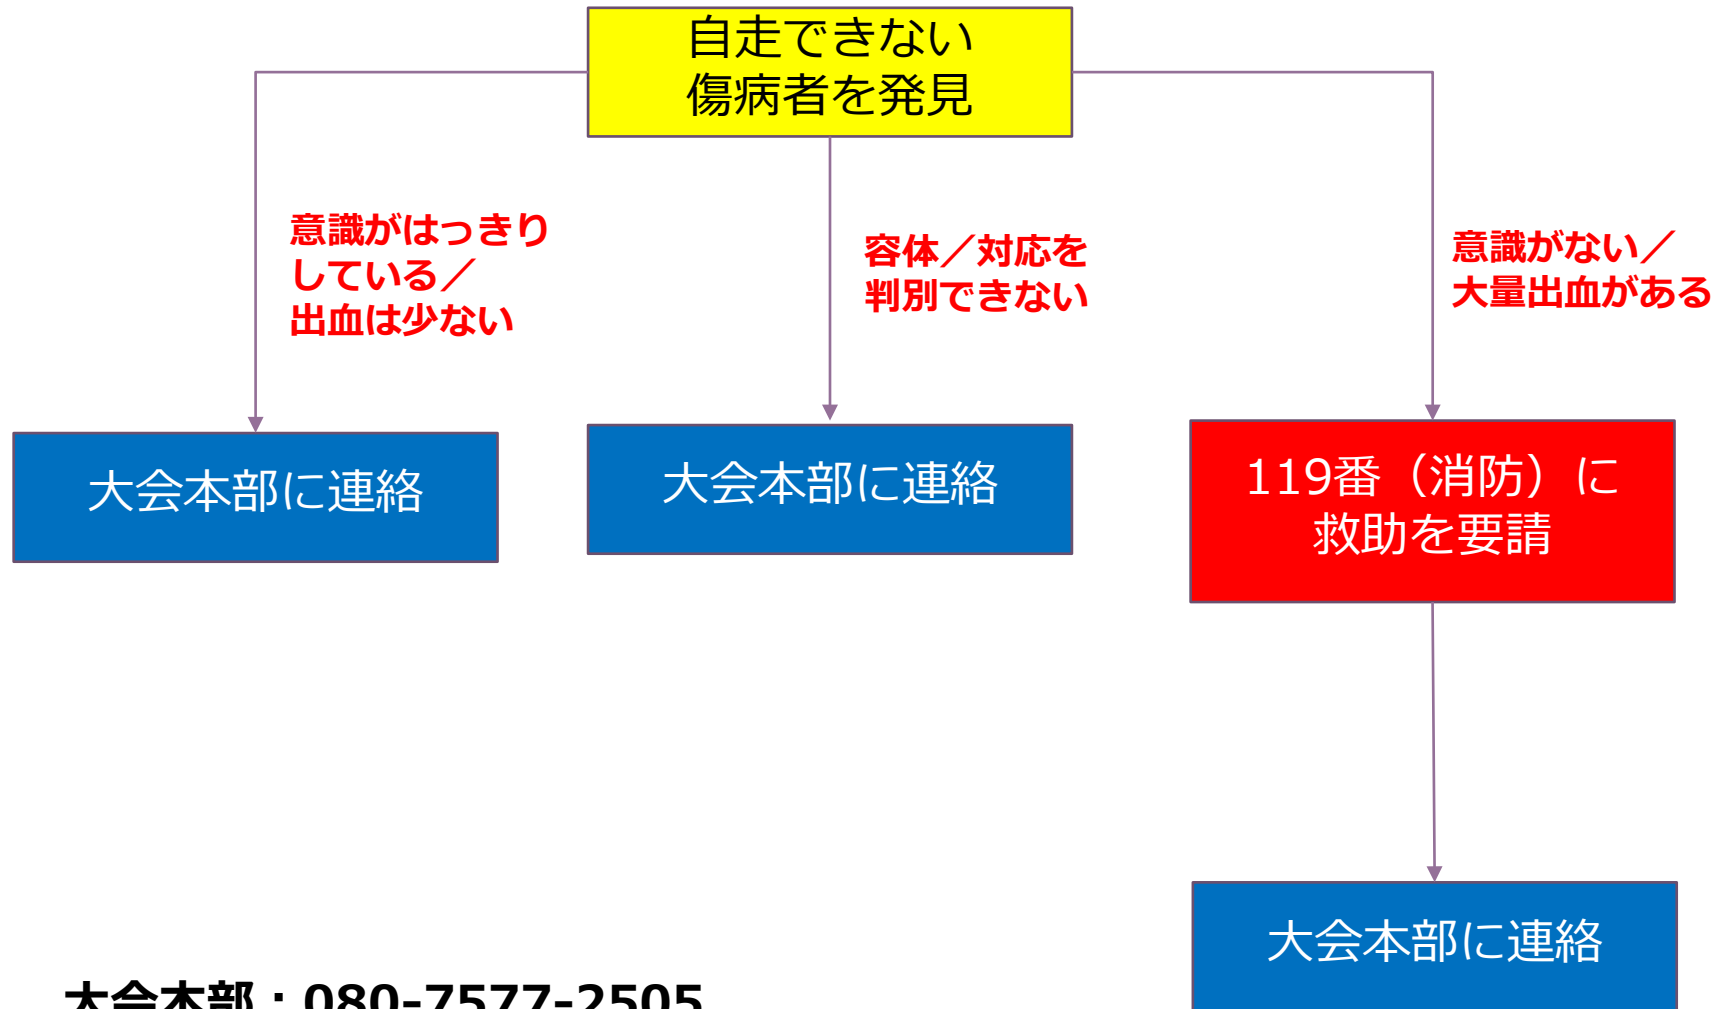 自走できない
傷病者を発見
意識がはっきり
している／
出血は少ない
容体／対応を
判別できない
意識がない／
大量出血がある
大会本部に連絡
大会本部に連絡
119番（消防）に
救助を要請
大会本部に連絡
大会本部：080-7577-2505